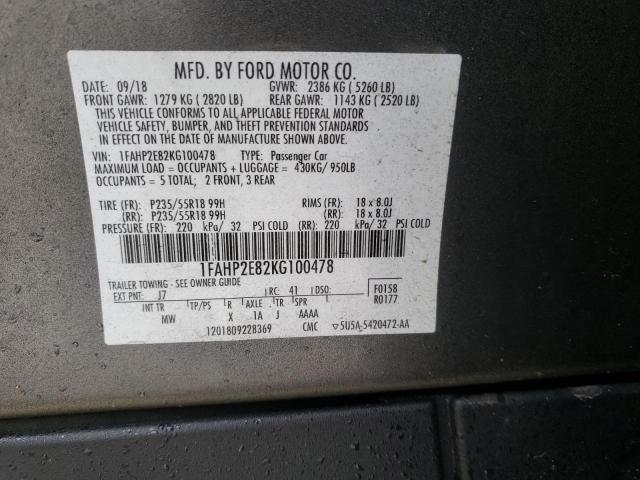 MFD. BY FORD MOTOR CO.
DATE: 09/18 GVWR: 2386 KG ( 5260 LB)
FRONT GAWR: 1279 KG ( 2820 LB) REAR GAWR: 1143 KG ( 2520 LB)
THIS VEHICLE CONFORMS TO ALL APPLICABLE FEDERAL MOTOR
VEHICLE SAFETY, BUMPER, AND THEFT PREVENTION STANDARDS
IN EFFECT ON THE DATE OF MANUFACTURE SHOWN ABOVE.
VIN: 1FAHP2E82KG100478 TYPE: Passenger Car
MAXIMUM LOAD = OCCUPANTS + LUGGAGE = 430KG/ 950LB
OCCUPANTS = 5 TOTAL; 2 FRONT, 3 REAR
TIRE (FR): P235/55R18 99H RIMS (FR): 18 x 8.0J
(RR): P235/55R18 99H (RR): 18 x 8.0J
PRESSURE (FR): 220 kPa/ 32 PSI COLD (RR): 220 kPa/ 32 PSI COLD
1FAHP2E82KG100478
TRAILER TOWING - SEE OWNER GUIDE F0158
EXT PNT: J7 RC: 41 DSO: R0177
INT TR TP/PS R AXLE TR SPR
MW X 1A J AAAA
1201809228369 CMC ▽5U5A-5420472-AA